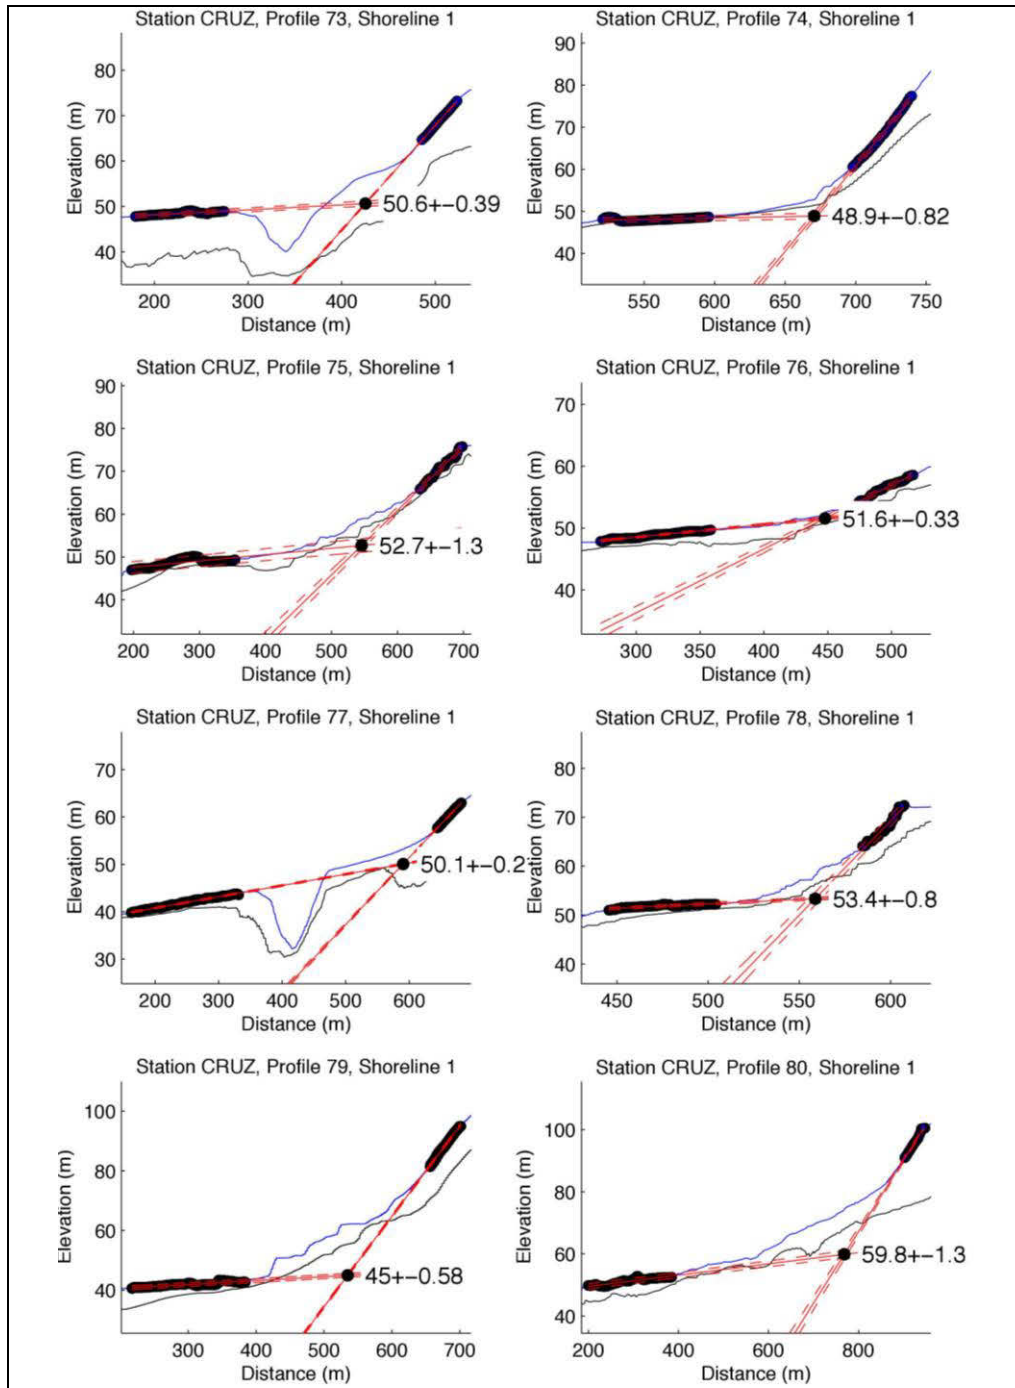 Station CRUZ, Profile 73, Shoreline 1
80
70
60
50
40
Elevation (m)
50.6+-0.39
200 300 400 500
Distance (m)
Station CRUZ, Profile 74, Shoreline 1
90
80
70
60
50
40
Elevation (m)
48.9+-0.82
550 600 650 700 750
Distance (m)
Station CRUZ, Profile 75, Shoreline 1
90
80
70
60
50
40
Elevation (m)
52.7+-1.3
200 300 400 500 600 700
Distance (m)
Station CRUZ, Profile 76, Shoreline 1
70
60
50
40
Elevation (m)
51.6+-0.33
300 350 400 450 500
Distance (m)
Station CRUZ, Profile 77, Shoreline 1
70
60
50
40
30
Elevation (m)
50.1+-0.2
200 300 400 500 600
Distance (m)
Station CRUZ, Profile 78, Shoreline 1
80
70
60
50
40
Elevation (m)
53.4+-0.8
450 500 550 600
Distance (m)
Station CRUZ, Profile 79, Shoreline 1
100
80
60
40
Elevation (m)
45+-0.58
300 400 500 600 700
Distance (m)
Station CRUZ, Profile 80, Shoreline 1
100
80
60
40
Elevation (m)
59.8+-1.3
200 400 600 800
Distance (m)